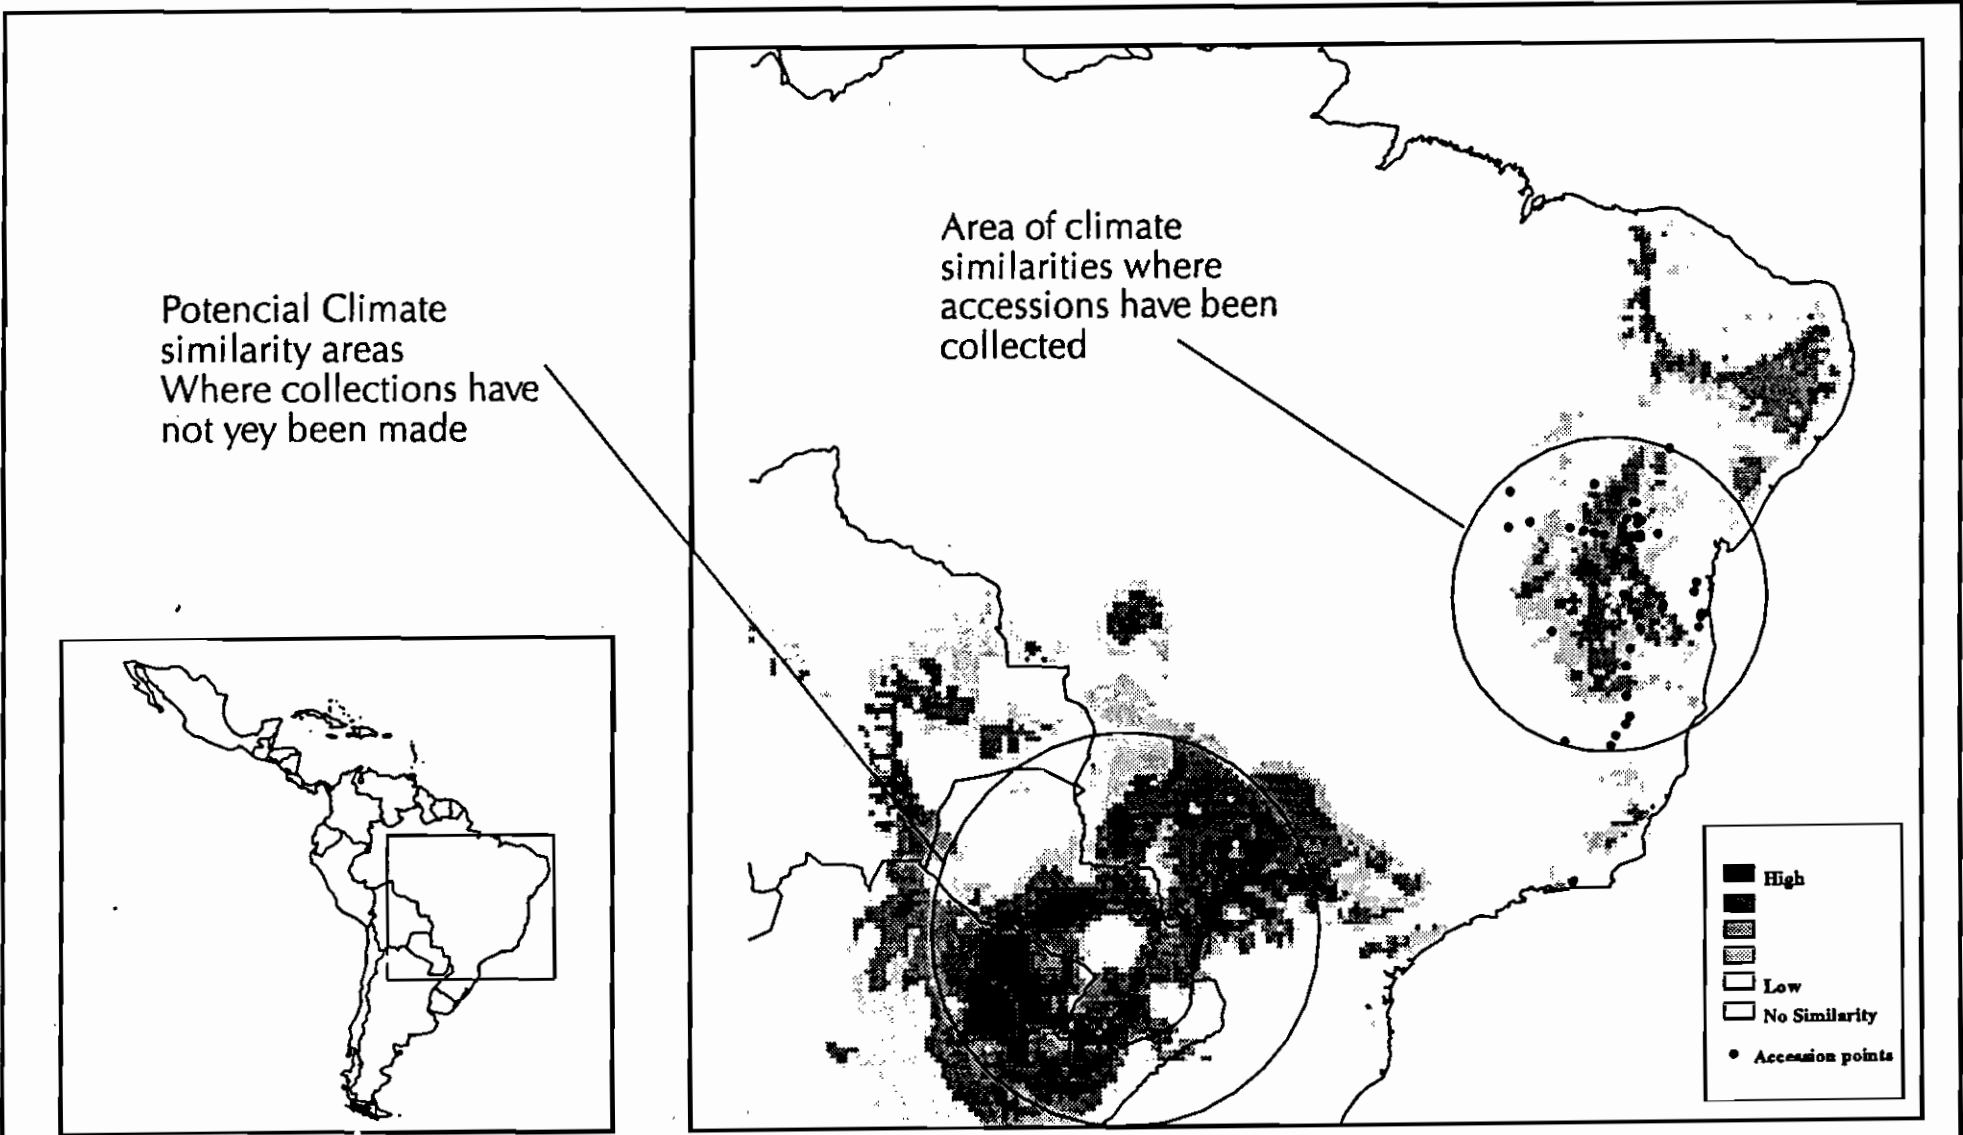 Potencial Climate
similarity areas
Where collections have
not yey been made
Area of climate
similarities where
accessions have been
collected
High
Low
No Similarity
Accession points